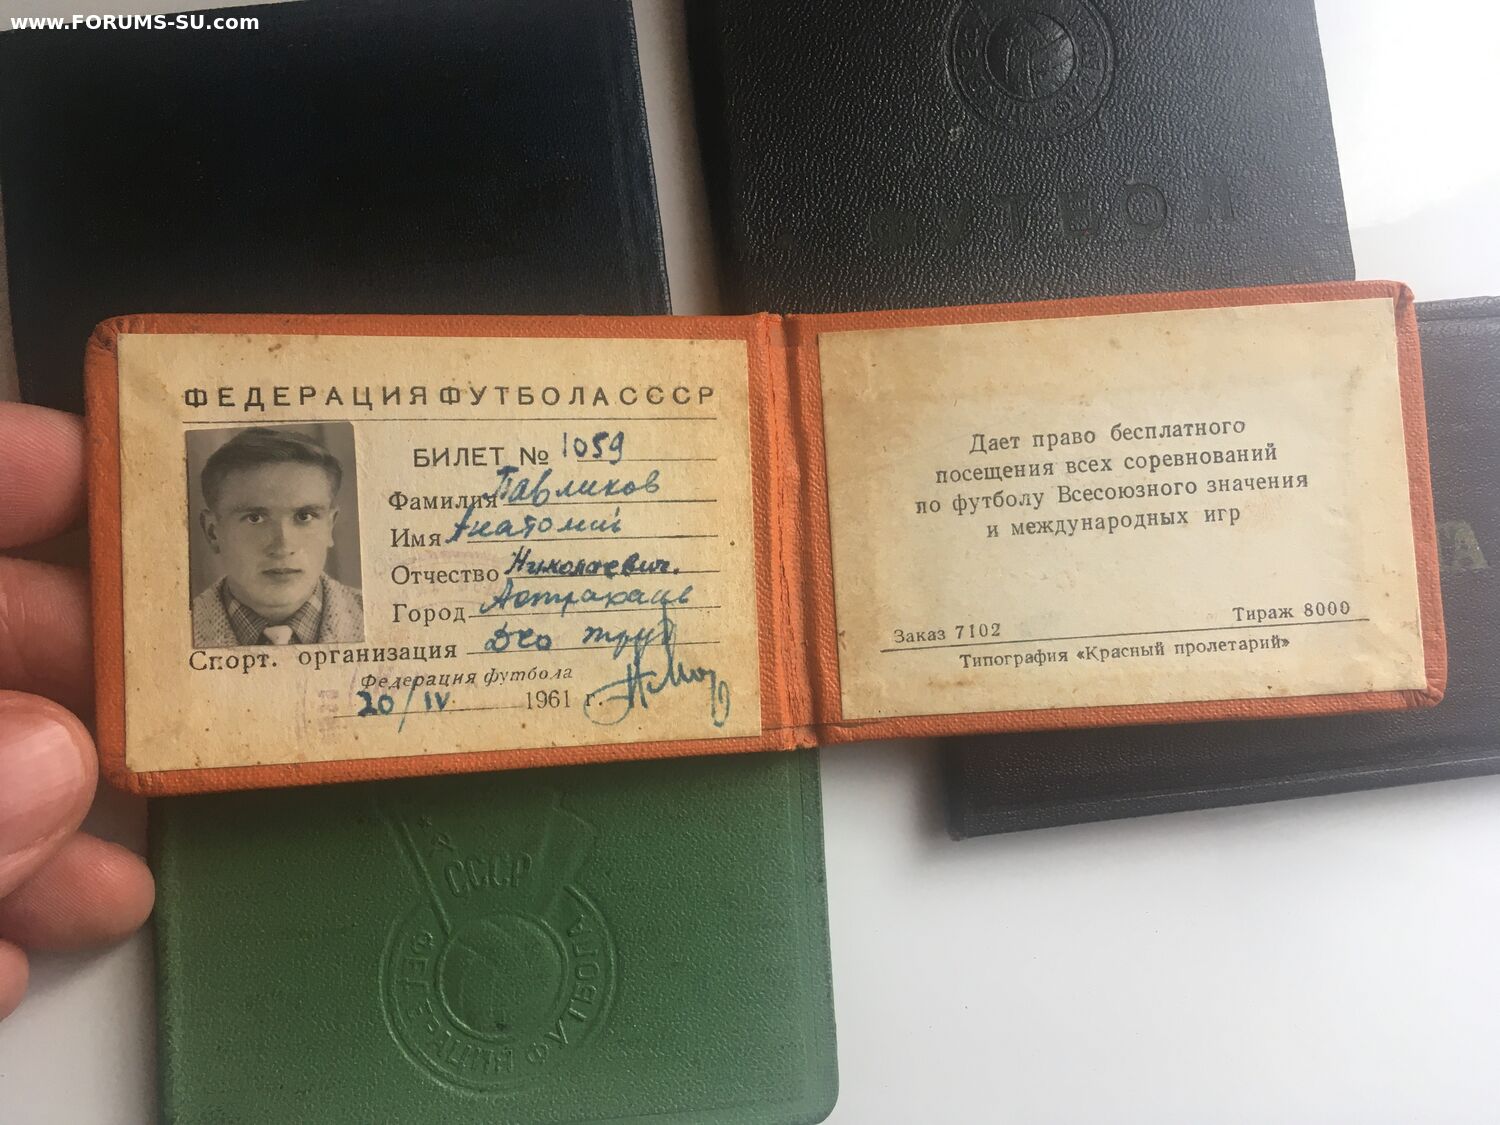 www.FORUMS-SU.com
ФУТБОЛ
ФЕДЕРАЦИЯ ФУТБОЛА СССР
БИЛЕТ № 1059
Фамилия Павликов
Имя Анатолий
Отчество Николаевич.
Город Астрахань
Спорт. организация ДСО труд
Федерация футбола
20/IV 1961 г.
Дает право бесплатного
посещения всех соревнований
по футболу Всесоюзного значения
и международных игр
Заказ 7102 Тираж 8000
Типография «Красный пролетарий»
СССР
ФЕДЕРАЦИЯ ФУТБОЛА